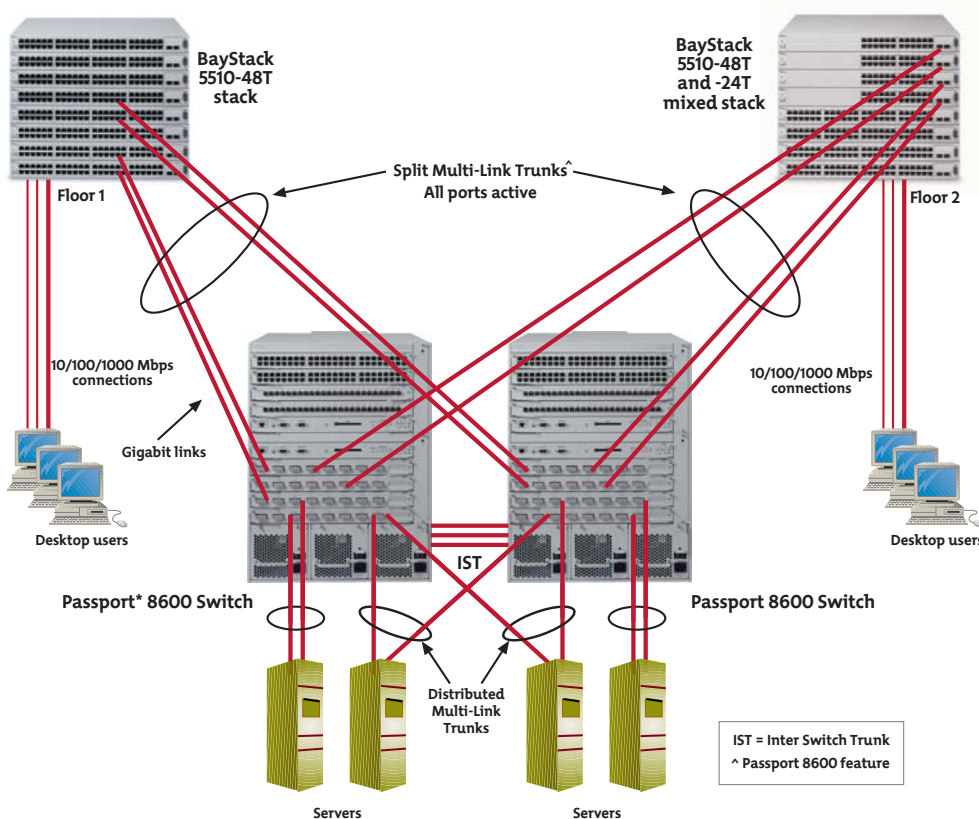 BayStack
5510-48T
stack
BayStack
5510-48T
and -24T
mixed stack
Split Multi-Link Trunks^
All ports active
Floor 1
Floor 2
10/100/1000 Mbps
connections
10/100/1000 Mbps
connections
Gigabit links
Desktop users
Desktop users
IST
Passport* 8600 Switch
Passport 8600 Switch
Distributed
Multi-Link
Trunks
IST = Inter Switch Trunk
^ Passport 8600 feature
Servers
Servers